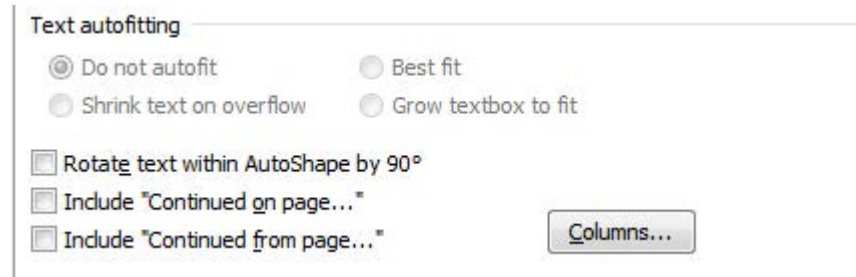 Text autofitting
Do not autofit Best fit
Shrink text on overflow Grow textbox to fit
Rotate text within AutoShape by 90°
Include "Continued on page..."
Include "Continued from page..." Columns...